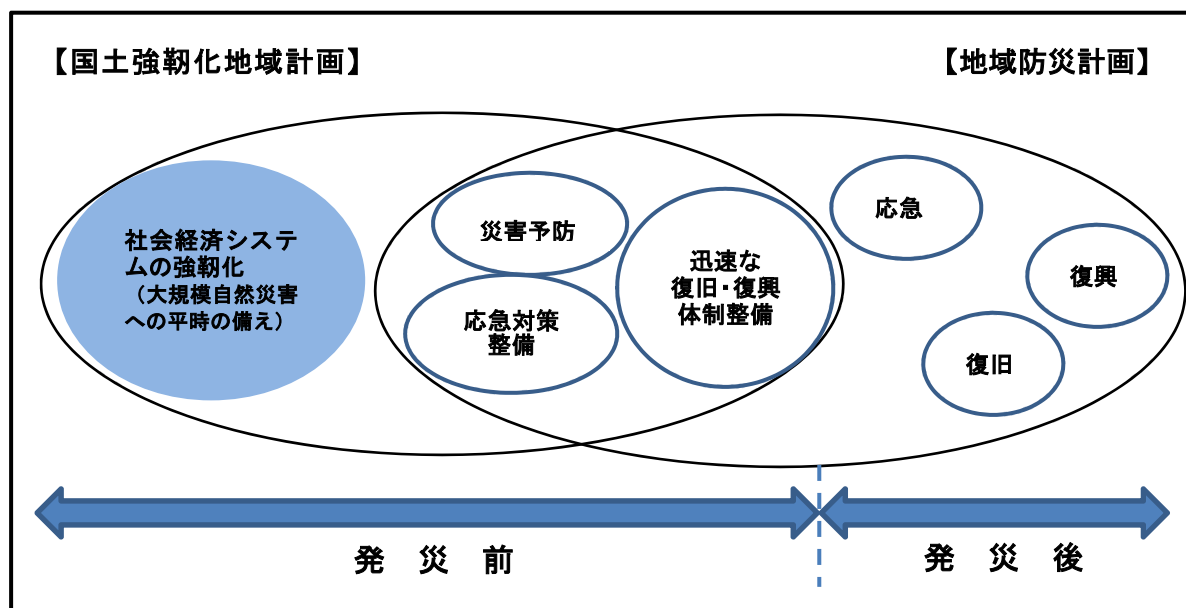 【国土強靭化地域計画】
【地域防災計画】
社会経済システ
ムの強靭化
（大規模自然災害
への平時の備え）
災害予防
応急対策
整備
迅速な
復旧・復興
体制整備
応急
復興
復旧
発災前
発災後